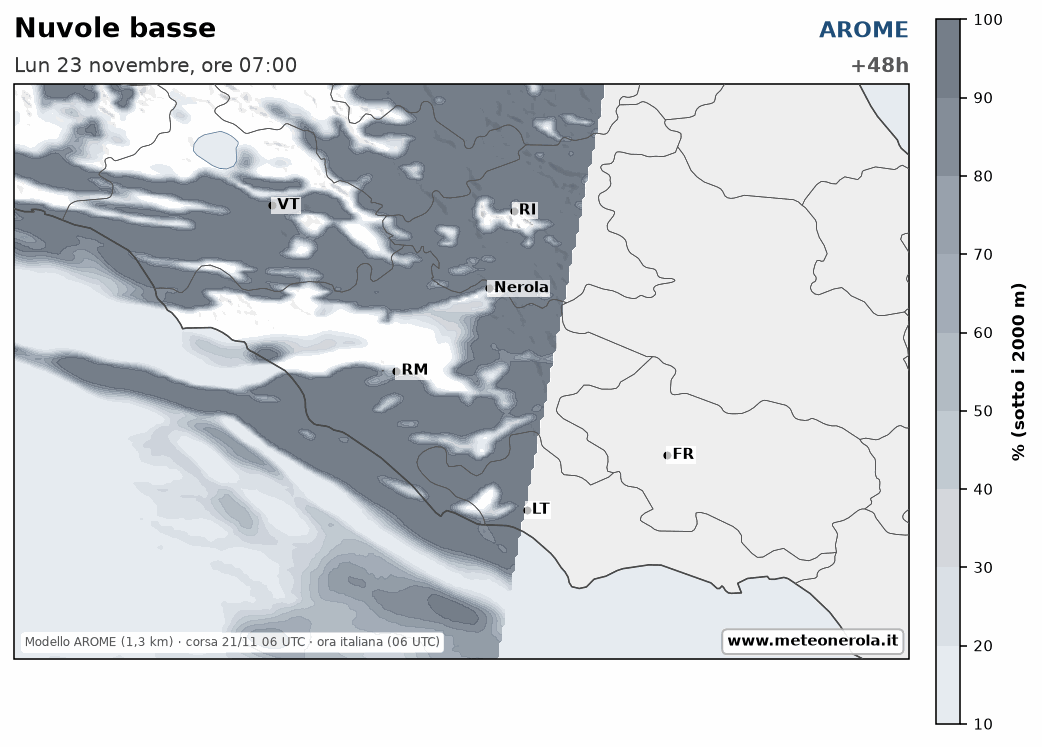 Nuvole basse
AROME
Lun 23 novembre, ore 07:00
+48h
VT
RI
Nerola
RM
FR
LT
Modello AROME (1,3 km) · corsa 21/11 06 UTC · ora italiana (06 UTC)
www.meteonerola.it
100
90
80
70
60
50
40
30
20
10
% (sotto i 2000 m)